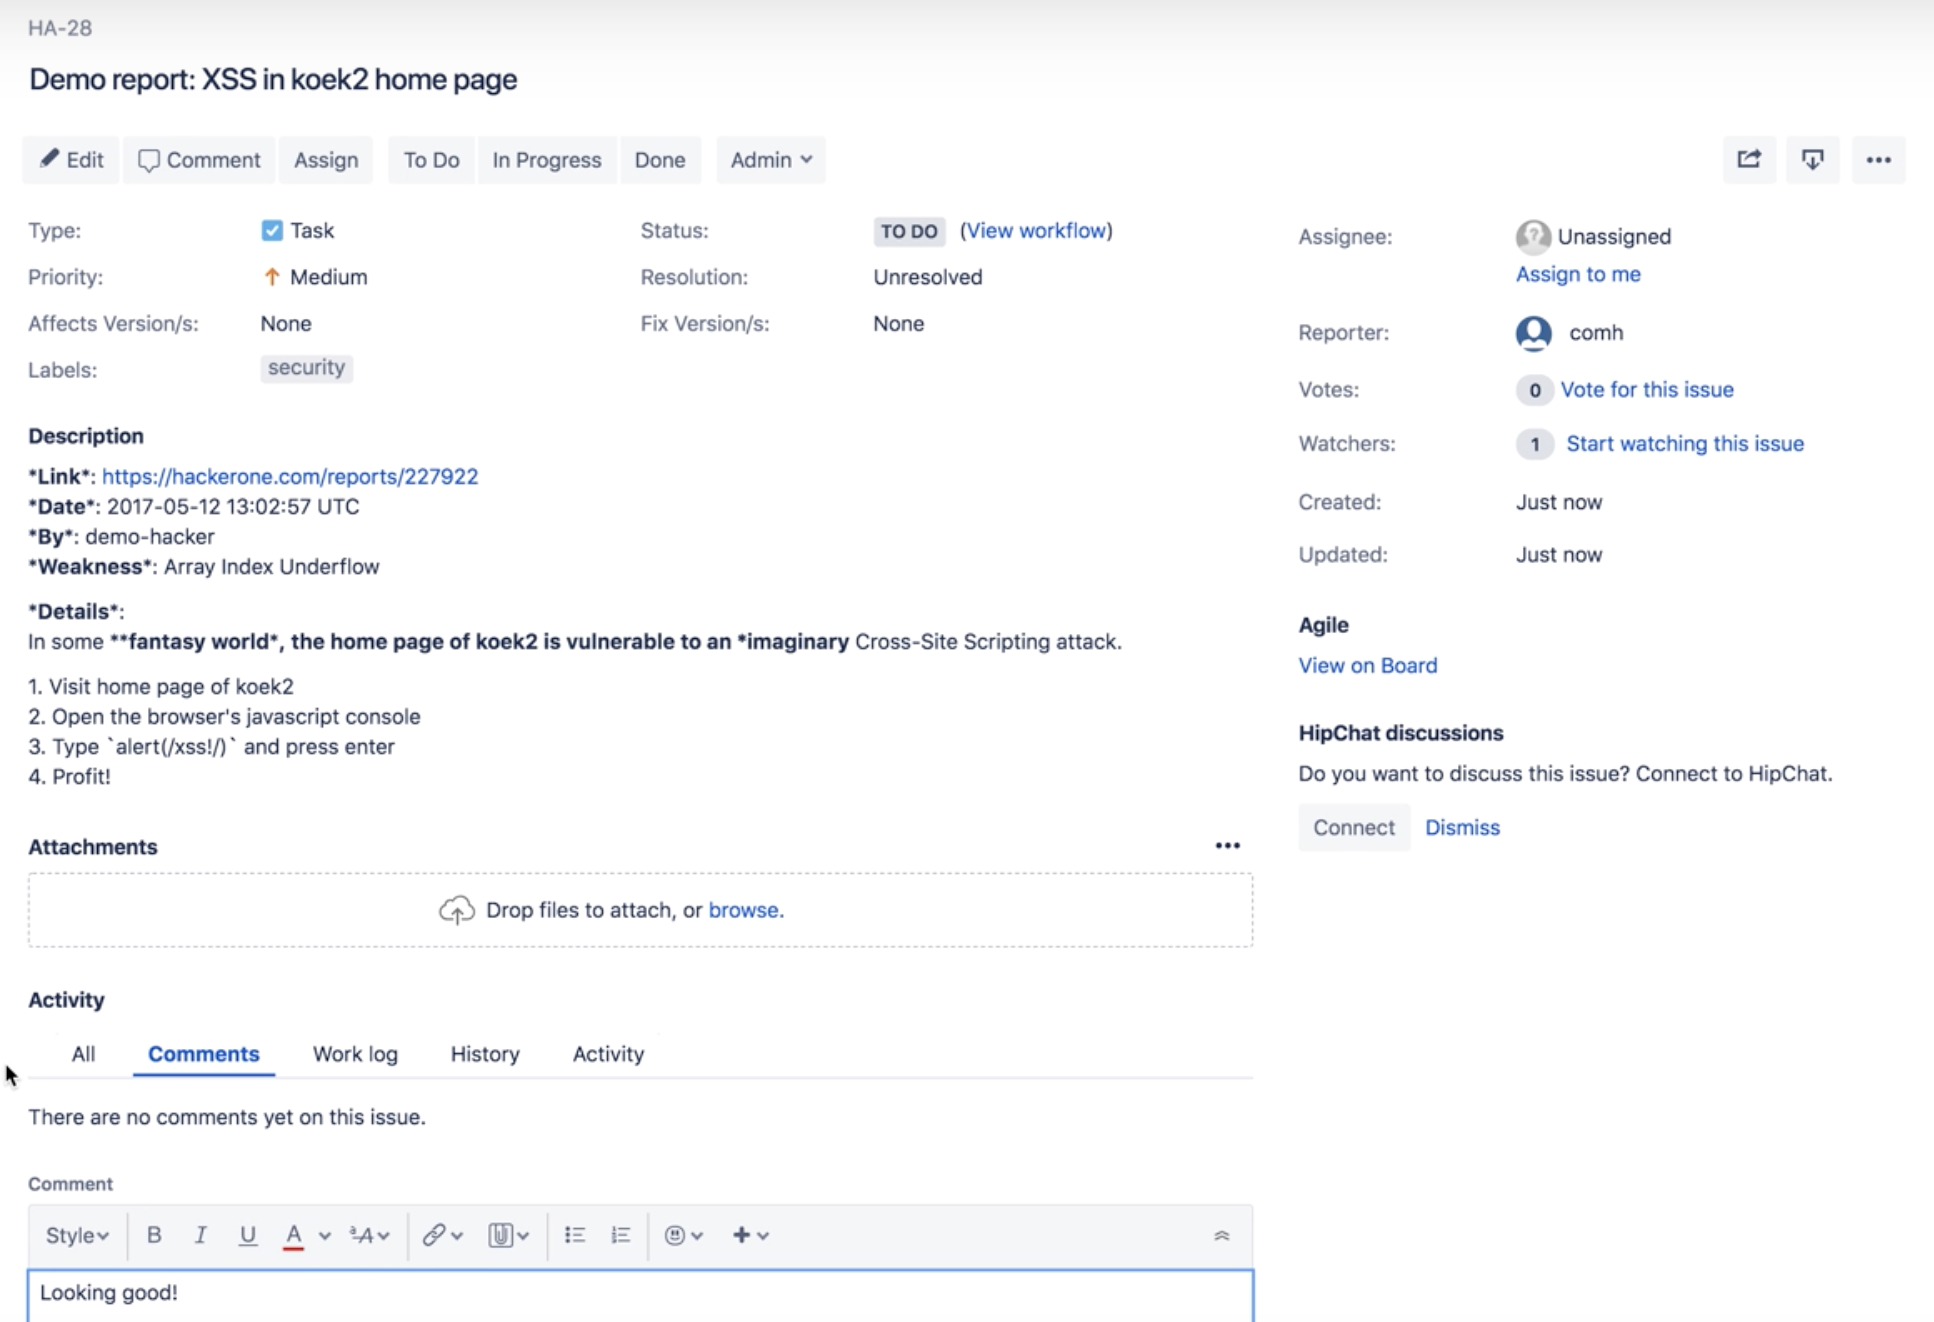 HA-28
Demo report: XSS in koek2 home page
Edit Comment Assign To Do In Progress Done Admin
Type: Task
Priority: Medium
Affects Version/s: None
Labels: security
Status: TO DO (View workflow)
Resolution: Unresolved
Fix Version/s: None
Description
*Link*: https://hackerone.com/reports/227922
*Date*: 2017-05-12 13:02:57 UTC
*By*: demo-hacker
*Weakness*: Array Index Underflow
*Details*:
In some **fantasy world*, the home page of koek2 is vulnerable to an *imaginary Cross-Site Scripting attack.
1. Visit home page of koek2
2. Open the browser's javascript console
3. Type `alert(/xss!/)` and press enter
4. Profit!
Attachments
Drop files to attach, or browse.
Activity
All Comments Work log History Activity
There are no comments yet on this issue.
Comment
Style B I U A A
Looking good!
Assignee: Unassigned
Assign to me
Reporter: comh
Votes: 0 Vote for this issue
Watchers: 1 Start watching this issue
Created: Just now
Updated: Just now
Agile
View on Board
HipChat discussions
Do you want to discuss this issue? Connect to HipChat.
Connect Dismiss